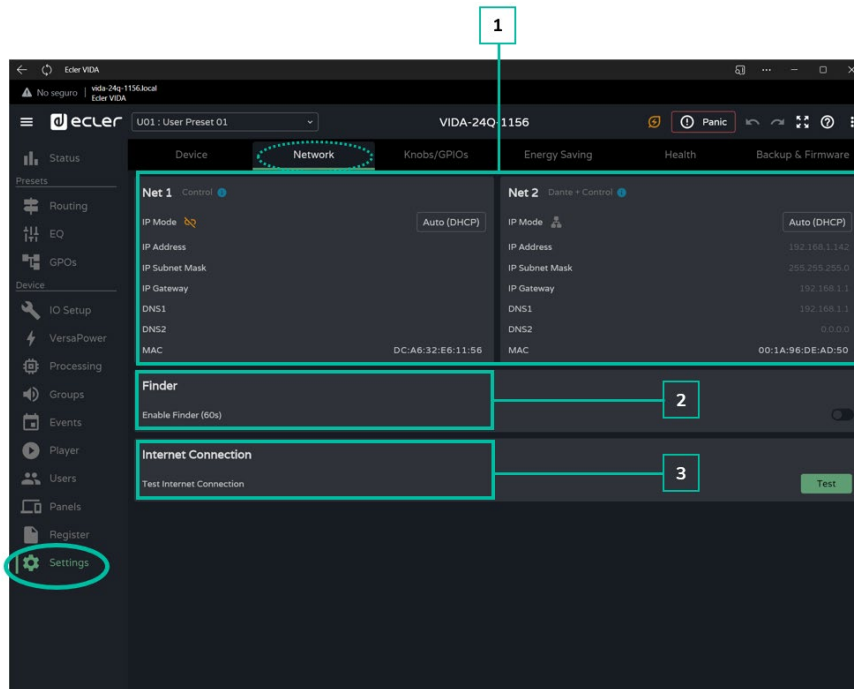 1
Ecler VIDA
No seguro | vida-24q-1156.local
Ecler VIDA
ecler U01 : User Preset 01 VIDA-24Q-1156 Panic
Status
Presets
Routing
EQ
GPOs
Device
IO Setup
VersaPower
Processing
Groups
Events
Player
Users
Panels
Register
Settings
Device Network Knobs/GPIOs Energy Saving Health Backup & Firmware
Net 1 Control
IP Mode Auto (DHCP)
IP Address
IP Subnet Mask
IP Gateway
DNS1
DNS2
MAC DC:A6:32:E6:11:56
Net 2 Dante + Control
IP Mode Auto (DHCP)
IP Address 192.168.1.142
IP Subnet Mask 255.255.255.0
IP Gateway 192.168.1.1
DNS1 192.168.1.1
DNS2 0.0.0.0
MAC 00:1A:96:DE:AD:50
Finder
Enable Finder (60s)
2
Internet Connection
Test Internet Connection
3
Test